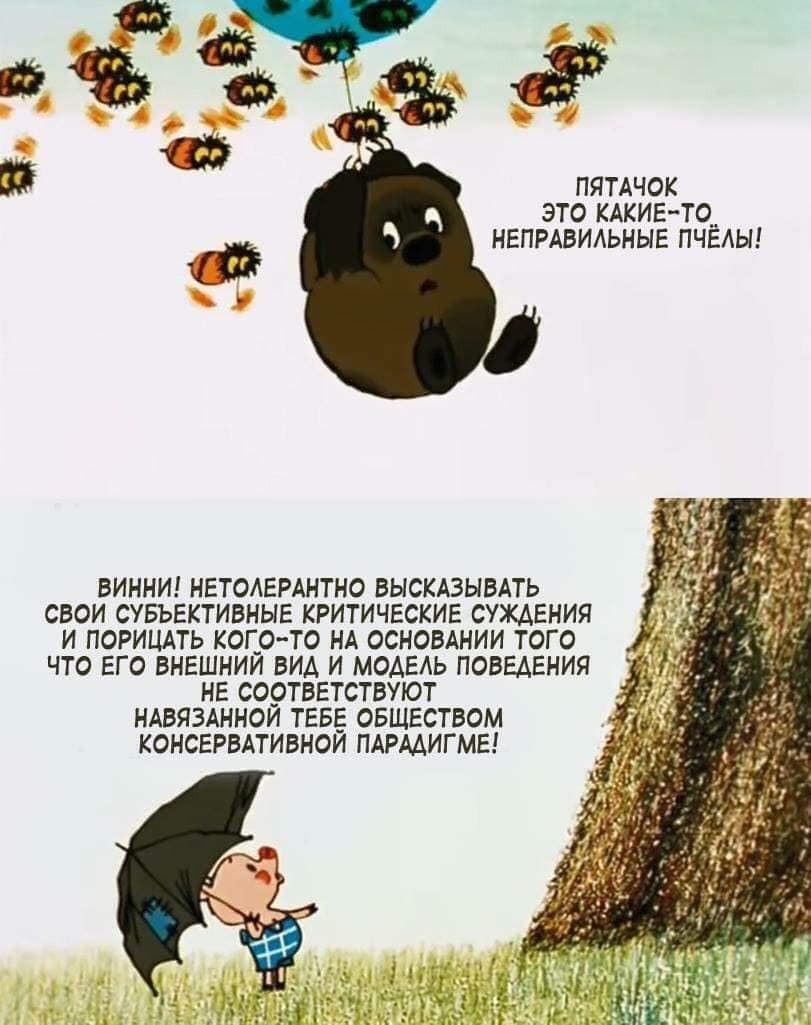 ПЯТАЧОК
ЭТО КАКИЕ-ТО
НЕПРАВИЛЬНЫЕ ПЧЁЛЫ!
ВИННИ! НЕТОЛЕРАНТНО ВЫСКАЗЫВАТЬ
СВОИ СУБЪЕКТИВНЫЕ КРИТИЧЕСКИЕ СУЖДЕНИЯ
И ПОРИЦАТЬ КОГО-ТО НА ОСНОВАНИИ ТОГО
ЧТО ЕГО ВНЕШНИЙ ВИД И МОДЕЛЬ ПОВЕДЕНИЯ
НЕ СООТВЕТСТВУЮТ
НАВЯЗАННОЙ ТЕБЕ ОБЩЕСТВОМ
КОНСЕРВАТИВНОЙ ПАРАДИГМЕ!